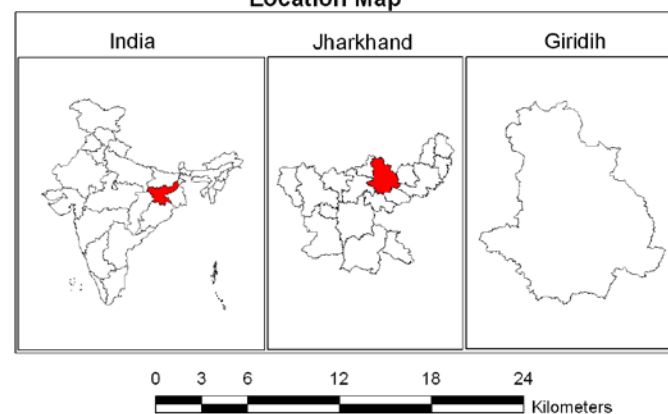 Location Map
India
Jharkhand
Giridih
0 3 6 12 18 24
Kilometers